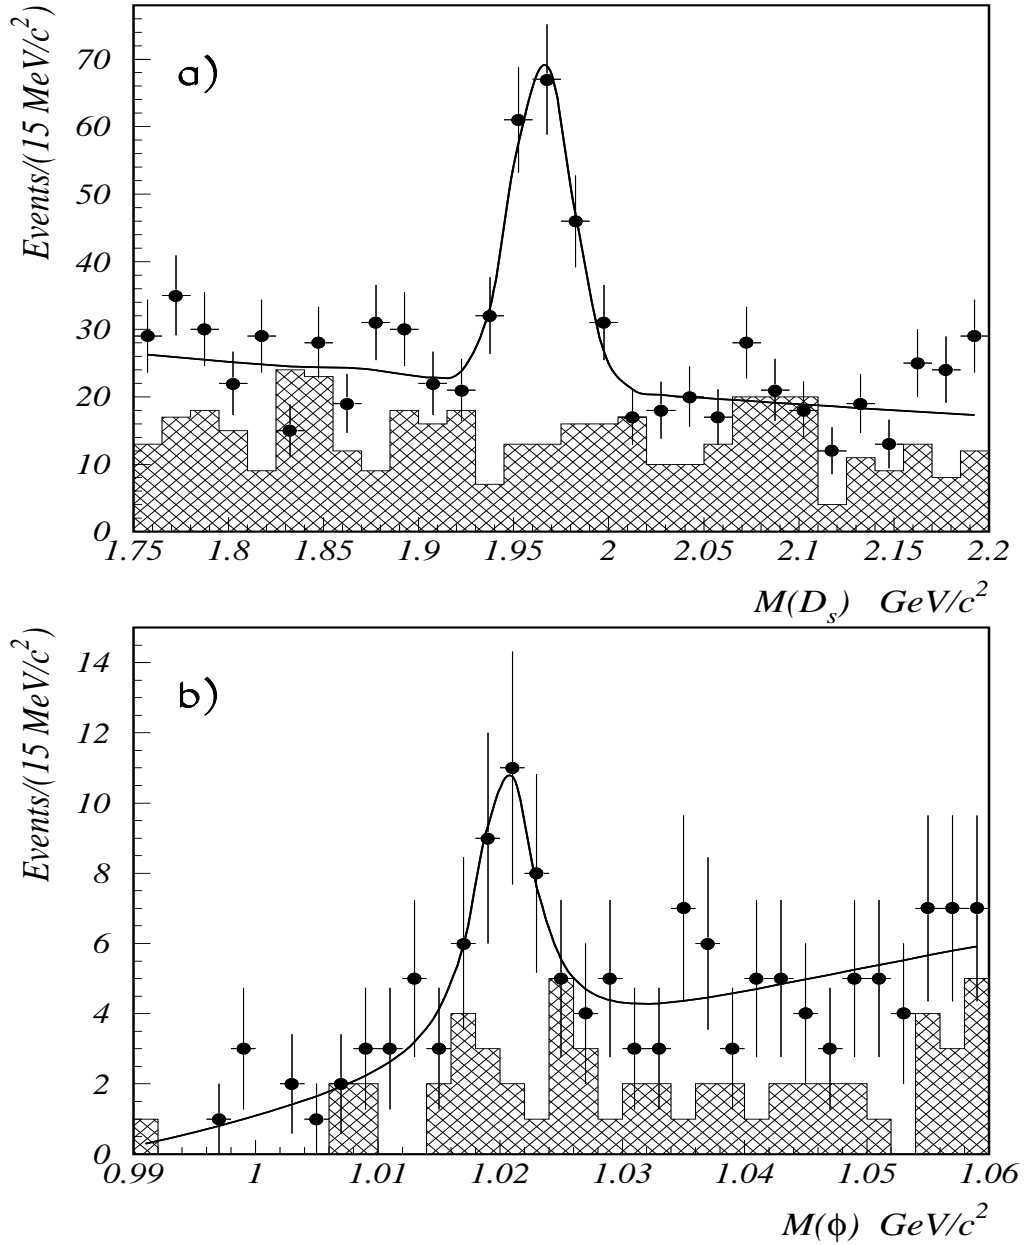 Events/(15 MeV/c²)
a)
70
60
50
40
30
20
10
0
1.75 1.8 1.85 1.9 1.95 2 2.05 2.1 2.15 2.2
M(Dₛ) GeV/c²
Events/(15 MeV/c²)
b)
14
12
10
8
6
4
2
0
0.99 1 1.01 1.02 1.03 1.04 1.05 1.06
M(ϕ) GeV/c²